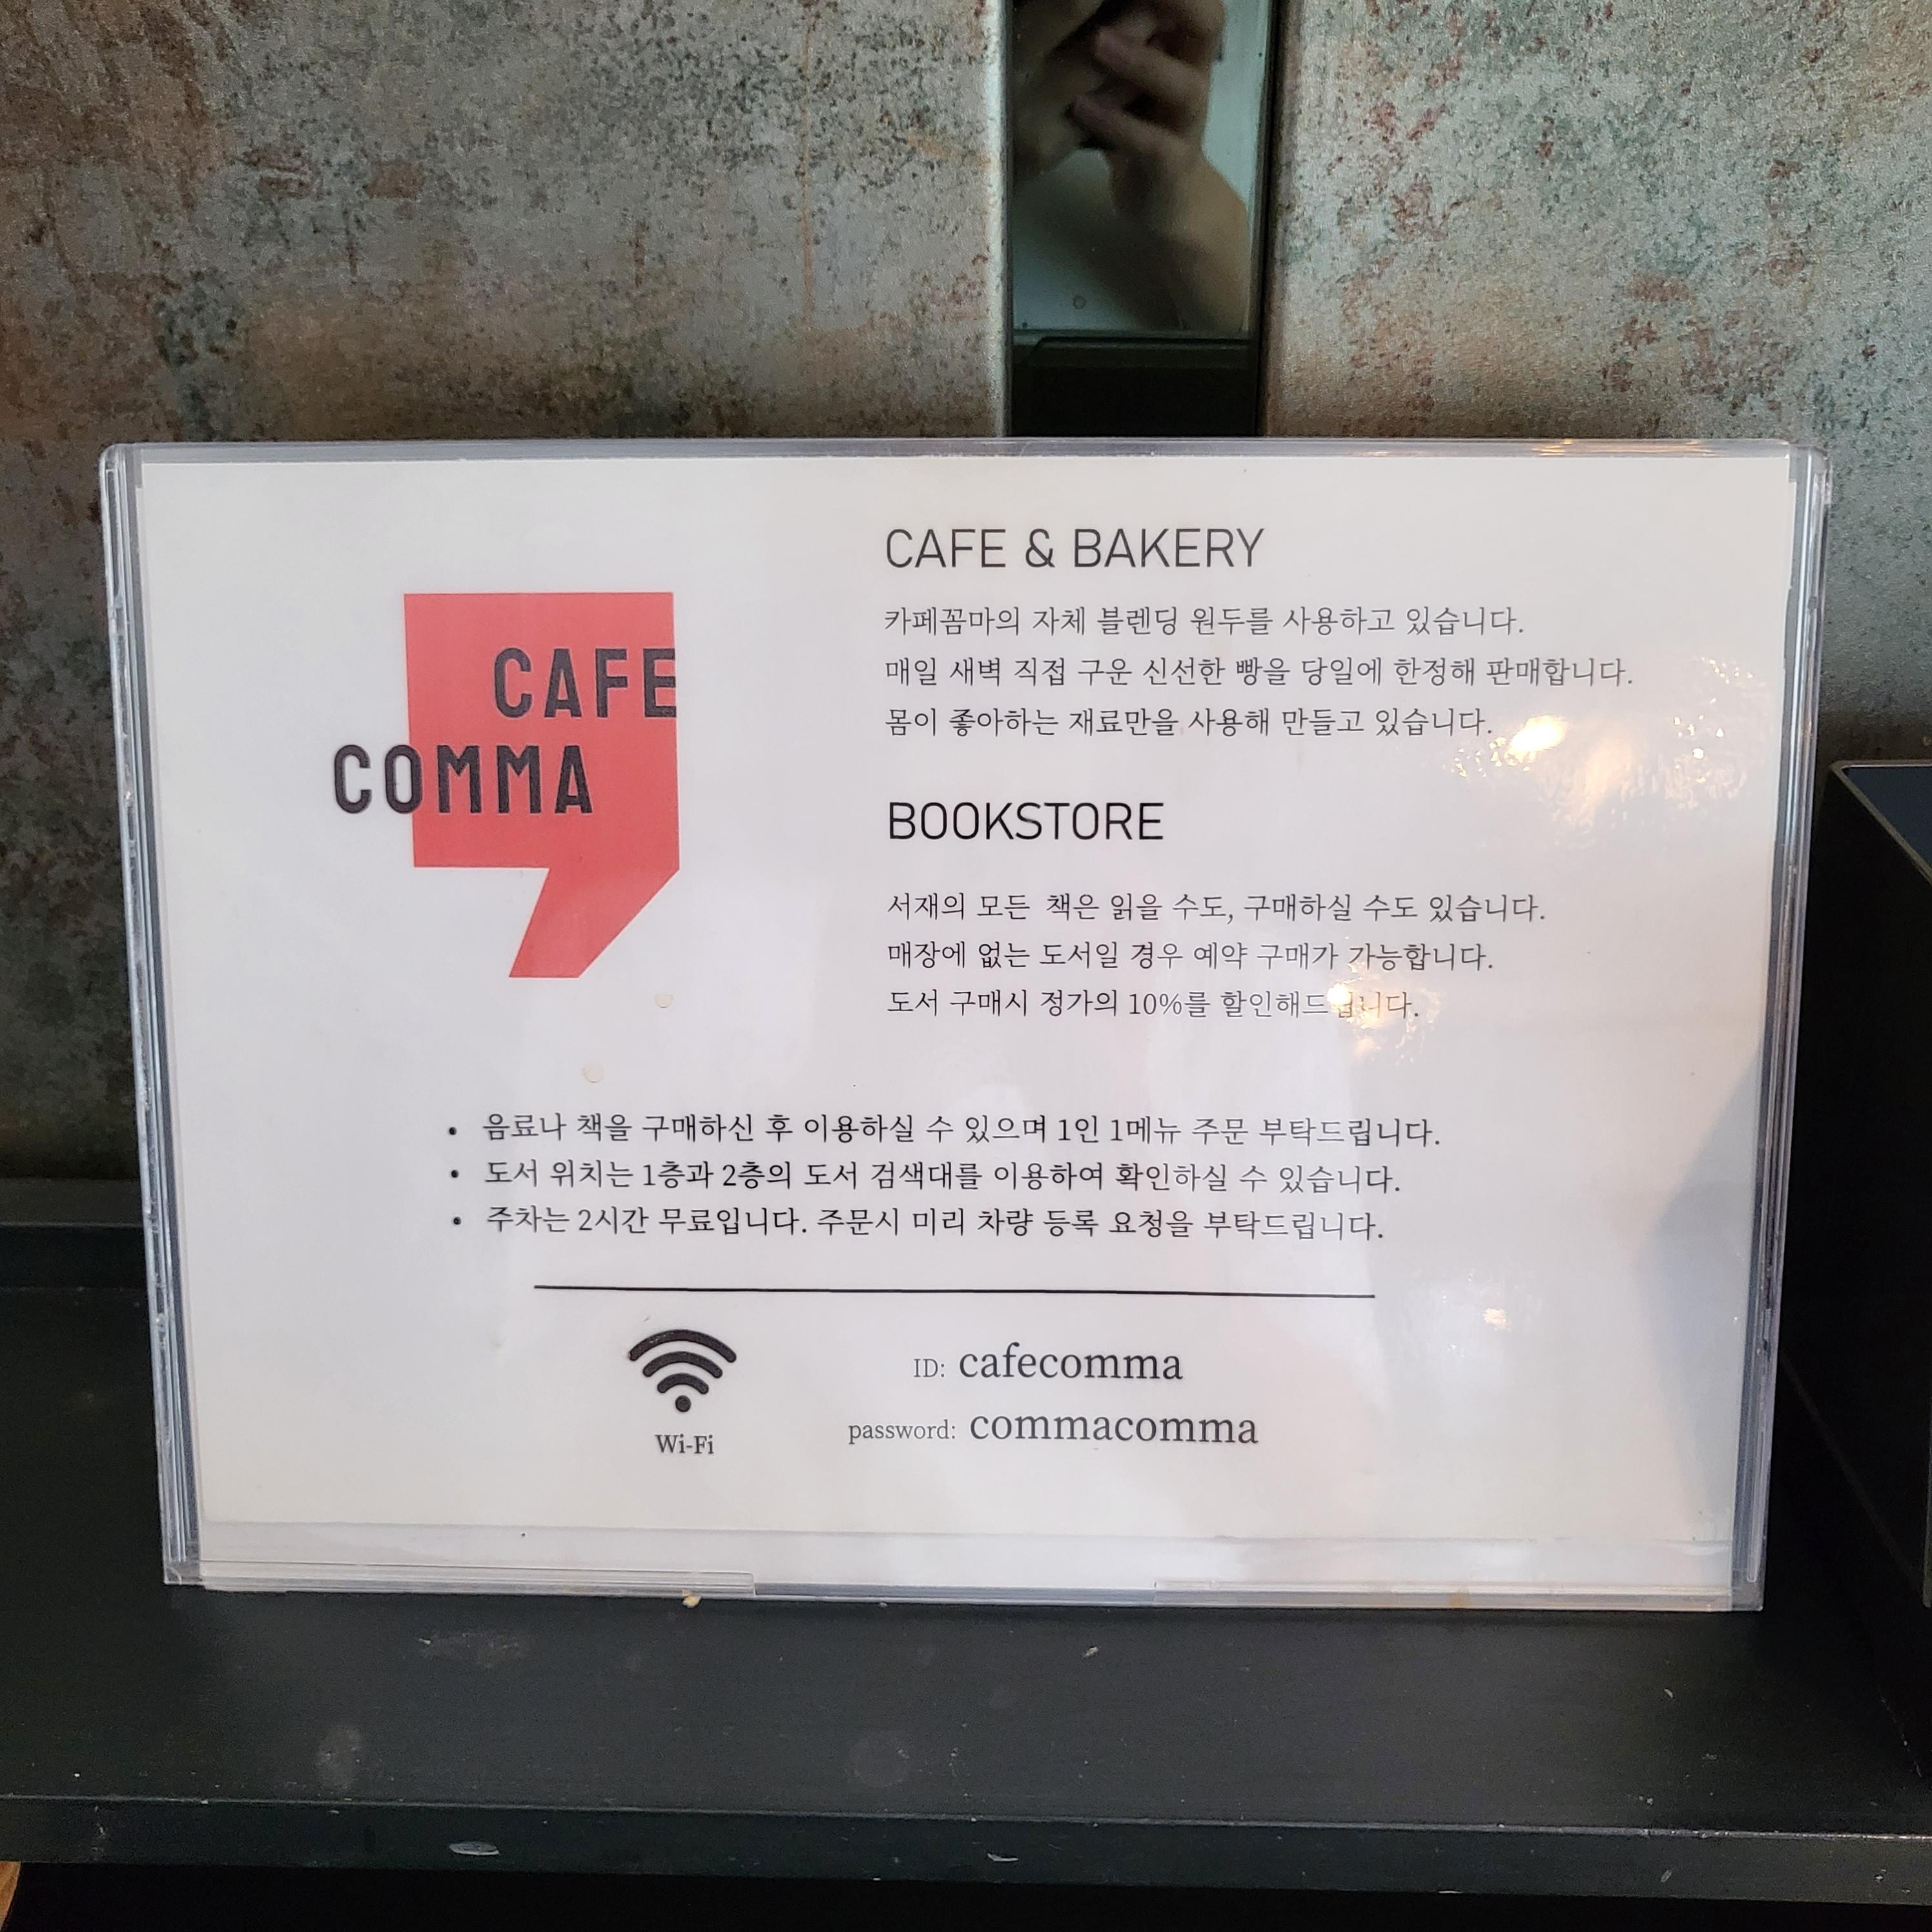 CAFE
COMMA
CAFE & BAKERY
카페꼼마의 자체 블렌딩 원두를 사용하고 있습니다.
매일 새벽 직접 구운 신선한 빵을 당일에 한정해 판매합니다.
몸이 좋아하는 재료만을 사용해 만들고 있습니다.
BOOKSTORE
서재의 모든 책은 읽을 수도, 구매하실 수도 있습니다.
매장에 없는 도서일 경우 예약 구매가 가능합니다.
도서 구매시 정가의 10%를 할인해드립니다.
• 음료나 책을 구매하신 후 이용하실 수 있으며 1인 1메뉴 주문 부탁드립니다.
• 도서 위치는 1층과 2층의 도서 검색대를 이용하여 확인하실 수 있습니다.
• 주차는 2시간 무료입니다. 주문시 미리 차량 등록 요청을 부탁드립니다.
ID: cafecomma
password: commacomma
Wi-Fi